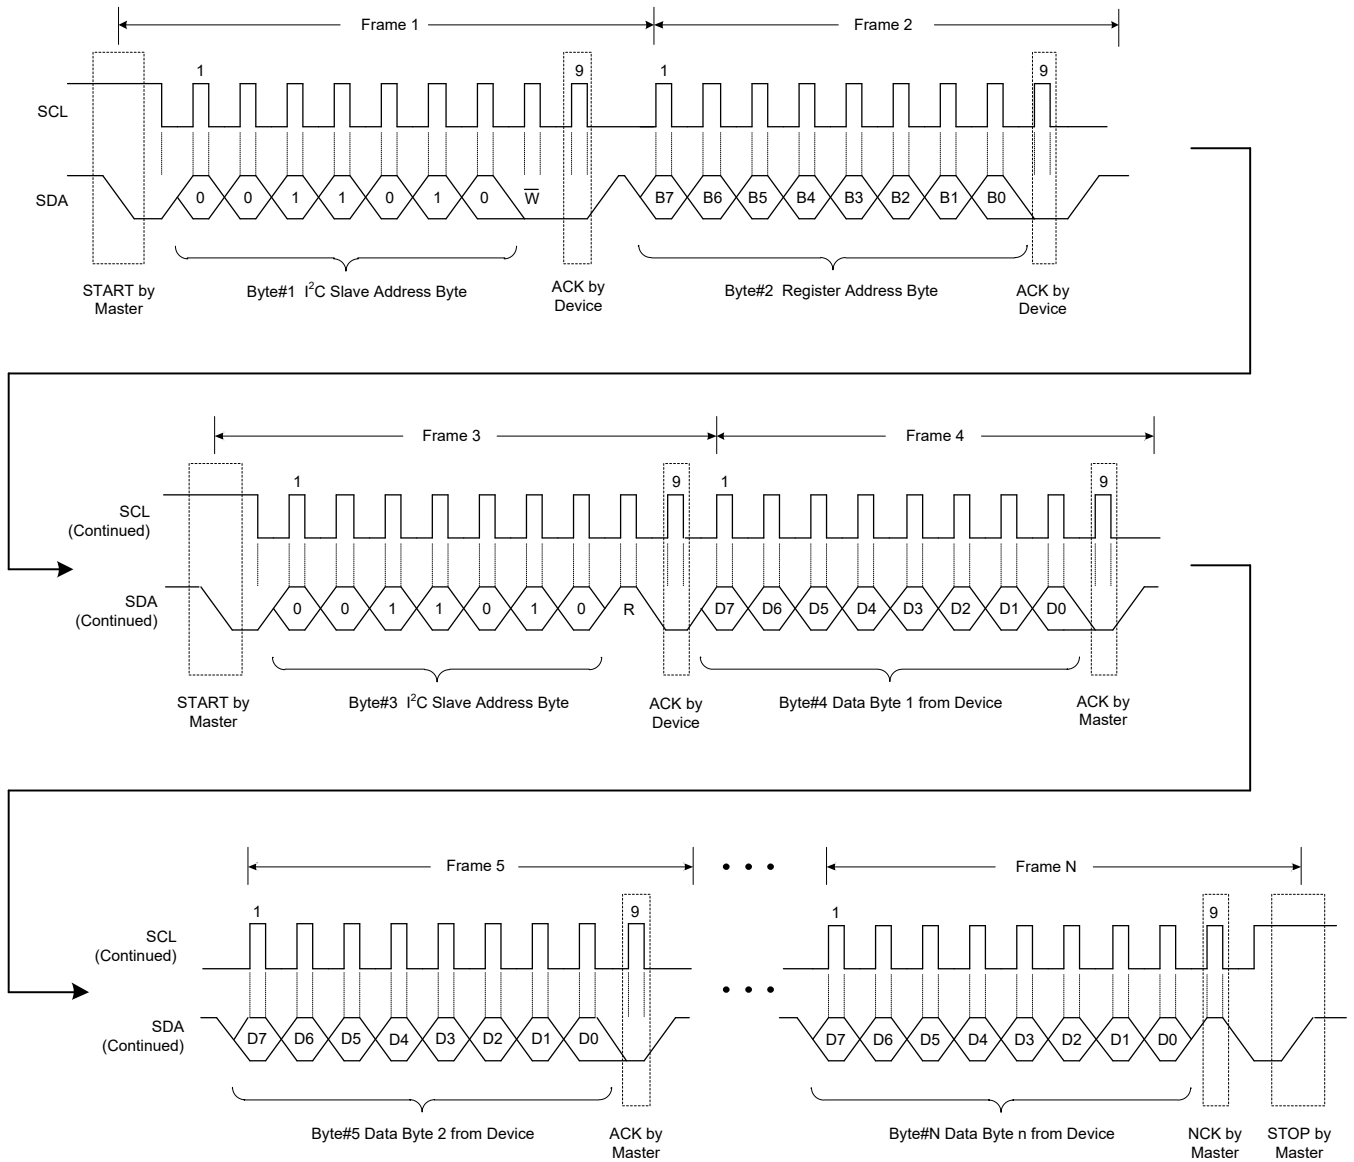 Frame 1 Frame 2
1 9 1 9
SCL
SDA 0 0 1 1 0 1 0 W̅ B7 B6 B5 B4 B3 B2 B1 B0
START by
Master
Byte#1 I²C Slave Address Byte
ACK by
Device
Byte#2 Register Address Byte
ACK by
Device
Frame 3 Frame 4
1 9 1 9
SCL
(Continued)
SDA
(Continued)
0 0 1 1 0 1 0 R D7 D6 D5 D4 D3 D2 D1 D0
START by
Master
Byte#3 I²C Slave Address Byte
ACK by
Device
Byte#4 Data Byte 1 from Device
ACK by
Master
Frame 5 • • • Frame N
1 9 1 9
SCL
(Continued)
• • •
SDA
(Continued)
D7 D6 D5 D4 D3 D2 D1 D0 D7 D6 D5 D4 D3 D2 D1 D0
Byte#5 Data Byte 2 from Device
ACK by
Master
Byte#N Data Byte n from Device
NCK by
Master
STOP by
Master